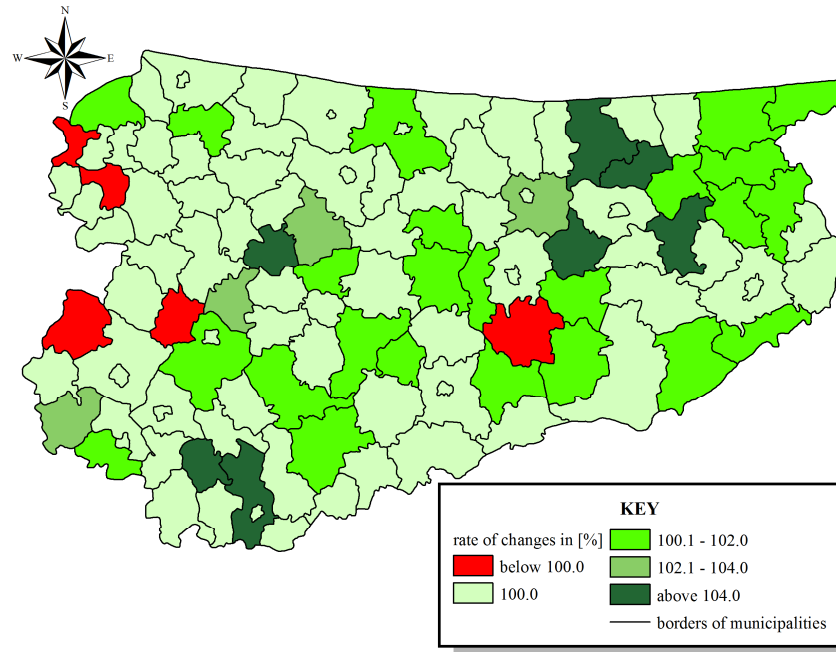 N
W E
S
KEY
rate of changes in [%]
below 100.0
100.0
100.1 - 102.0
102.1 - 104.0
above 104.0
borders of municipalities